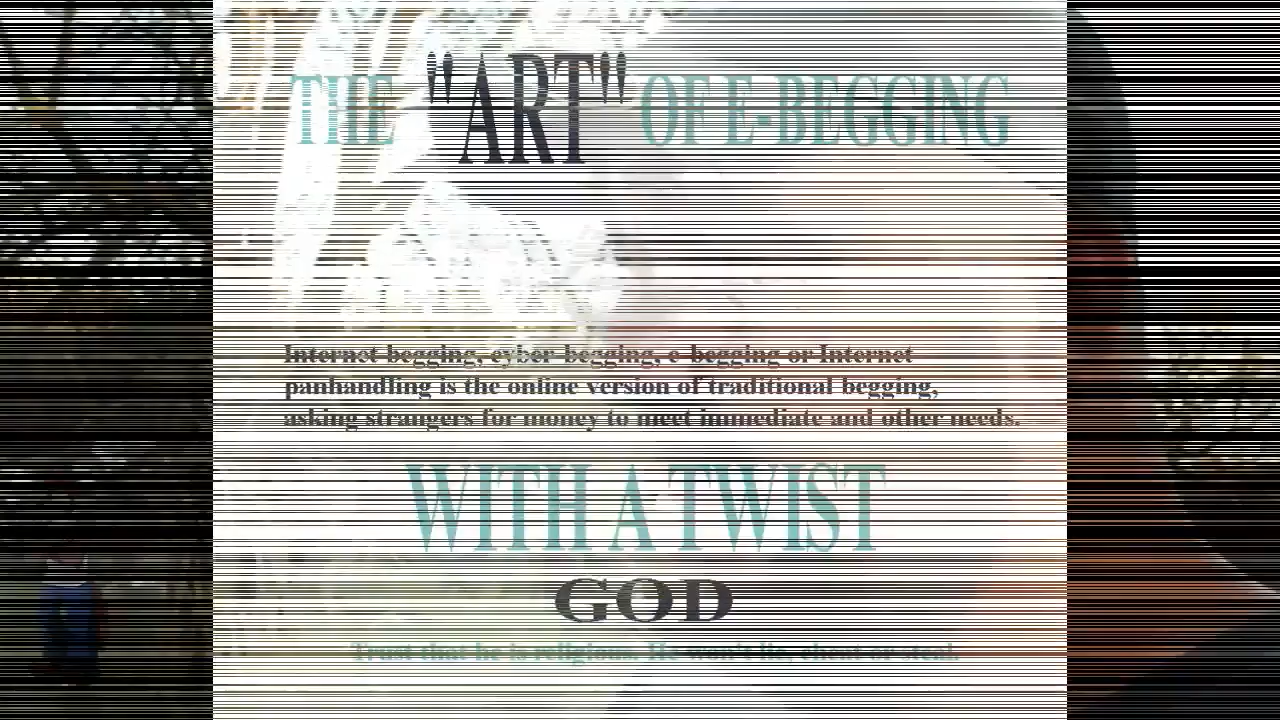 THE "ART" OF E-BEGGING
Internet begging, cyber-begging, e-begging or Internet
panhandling is the online version of traditional begging,
asking strangers for money to meet immediate and other needs.
WITH A TWIST
GOD
Trust that he is religious. He won't lie, cheat or steal.